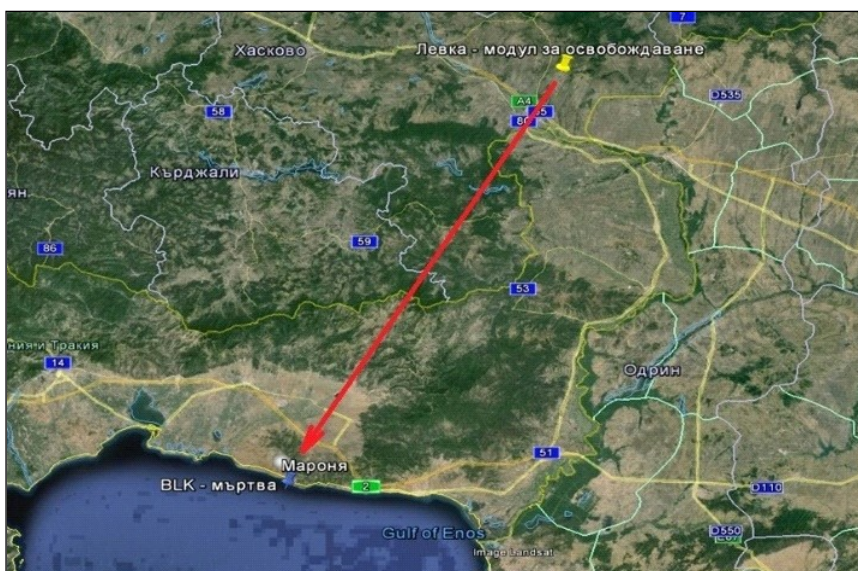 7
Хасково
Левка - модул за освобождаване
A4
D535
58
Кърджали
ян
86
59
53
ния и Тракия
14
Одрин
Мароня
51
BLK - мъртва
2
D110
Gulf of Enos
D550
Image Landsat